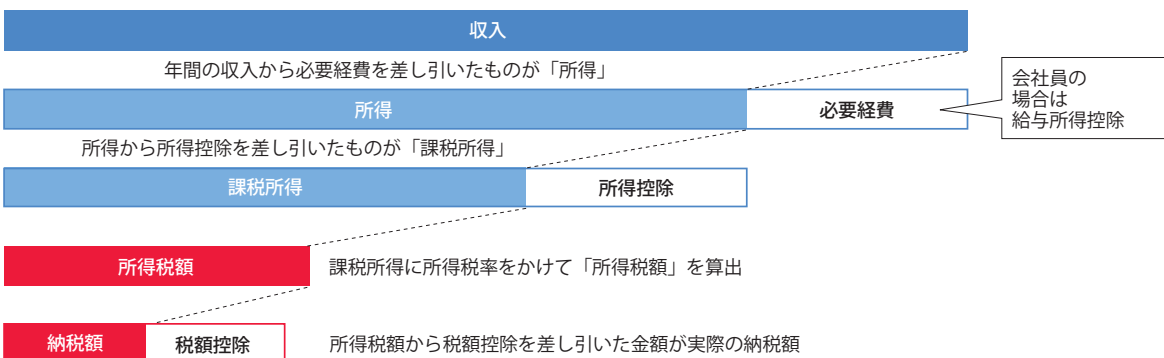 収入
年間の収入から必要経費を差し引いたものが「所得」
会社員の
場合は
給与所得控除
所得
必要経費
所得から所得控除を差し引いたものが「課税所得」
課税所得
所得控除
所得税額
課税所得に所得税率をかけて「所得税額」を算出
納税額
税額控除
所得税額から税額控除を差し引いた金額が実際の納税額